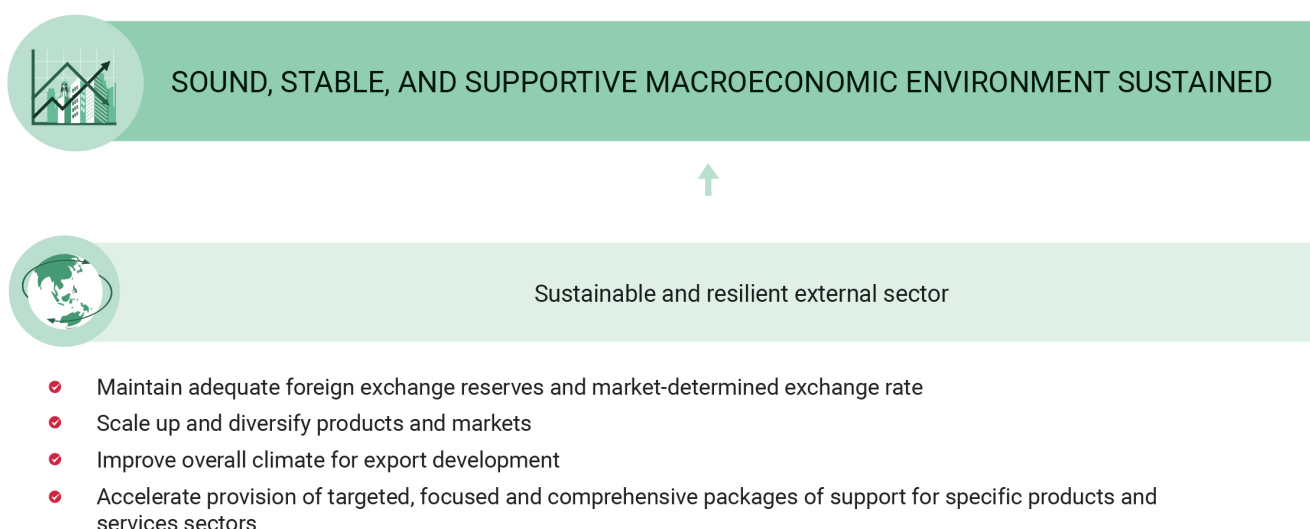 SOUND, STABLE, AND SUPPORTIVE MACROECONOMIC ENVIRONMENT SUSTAINED
Sustainable and resilient external sector
Maintain adequate foreign exchange reserves and market-determined exchange rate
Scale up and diversify products and markets
Improve overall climate for export development
Accelerate provision of targeted, focused and comprehensive packages of support for specific products and
services sectors